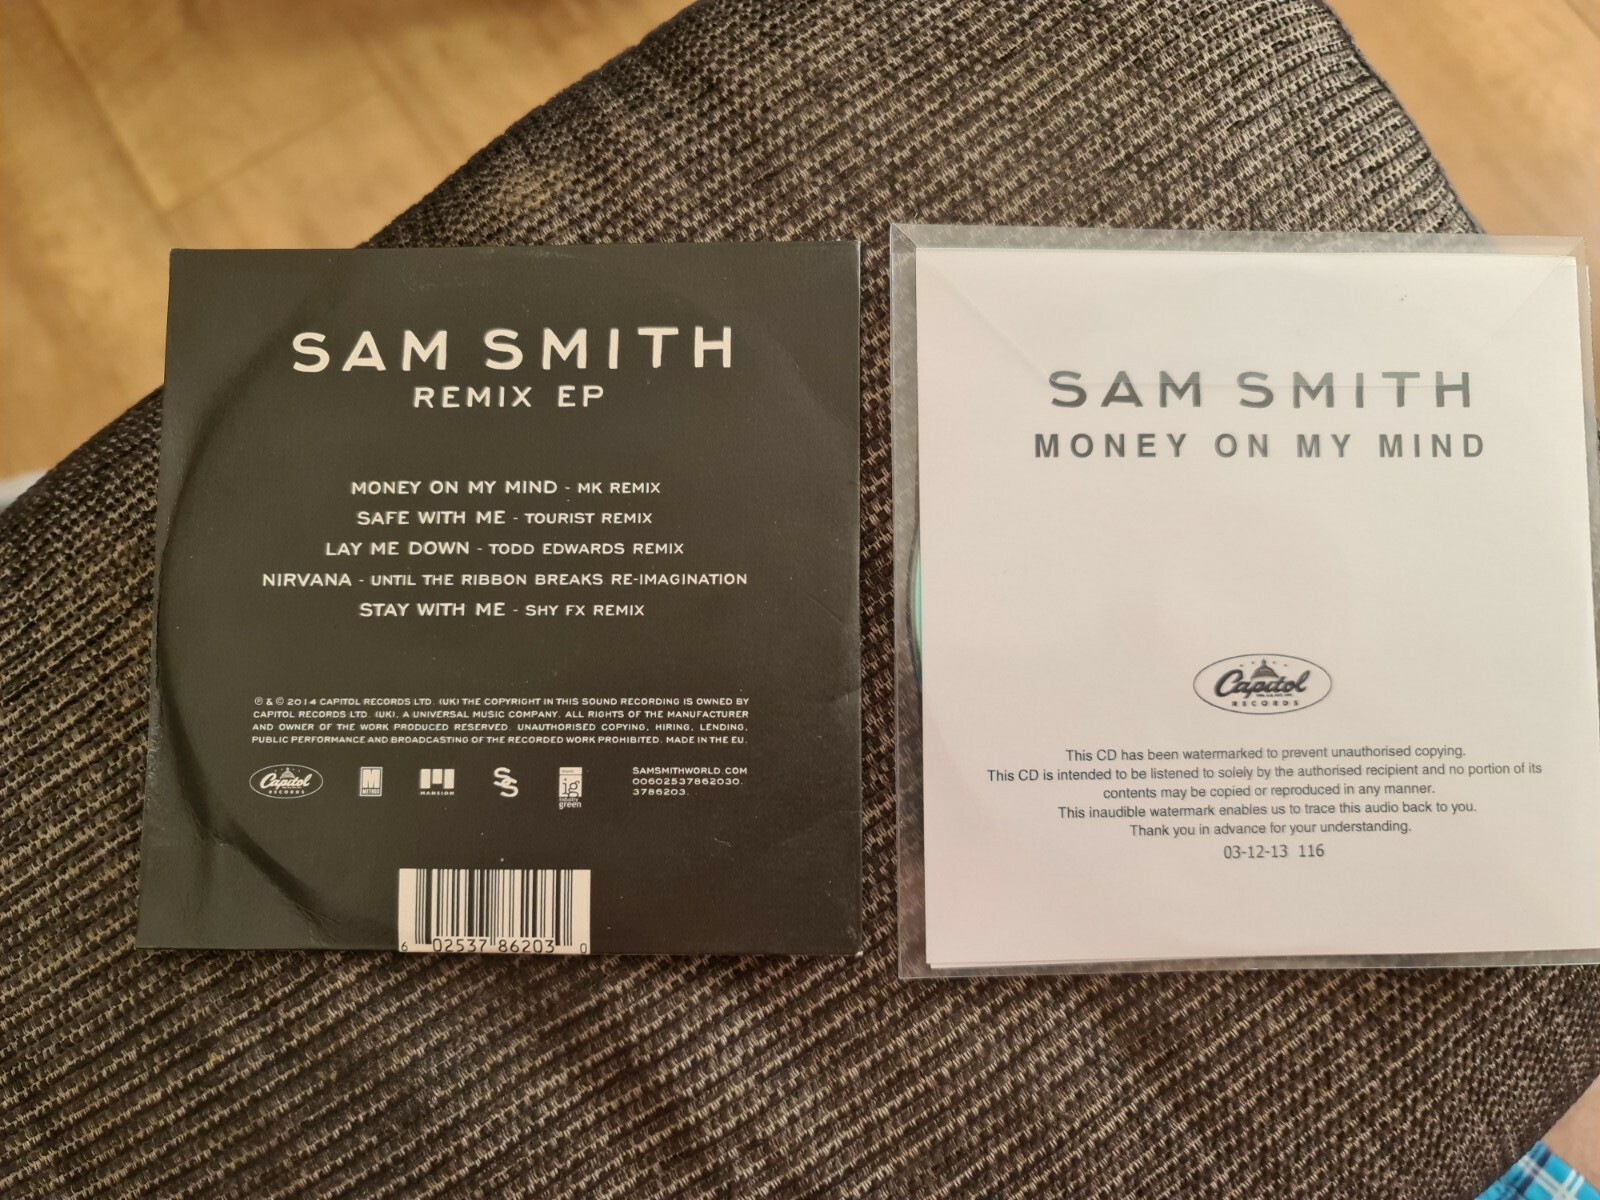 SAM SMITH
REMIX EP
MONEY ON MY MIND - MK REMIX
SAFE WITH ME - TOURIST REMIX
LAY ME DOWN - TODD EDWARDS REMIX
NIRVANA - UNTIL THE RIBBON BREAKS RE-IMAGINATION
STAY WITH ME - SHY FX REMIX
℗ & © 2014 CAPITOL RECORDS LTD. (UK) THE COPYRIGHT IN THIS SOUND RECORDING IS OWNED BY
CAPITOL RECORDS LTD. (UK), A UNIVERSAL MUSIC COMPANY. ALL RIGHTS OF THE MANUFACTURER
AND OWNER OF THE WORK PRODUCED RESERVED. UNAUTHORISED COPYING, HIRING, LENDING,
PUBLIC PERFORMANCE AND BROADCASTING OF THE RECORDED WORK PROHIBITED. MADE IN THE EU.
Capitol
RECORDS
M
METHOD
MANSION
SS
ig
industry
green
SAMSMITHWORLD.COM
00602537862030.
3786203.
6 02537 86203 0
SAM SMITH
MONEY ON MY MIND
Capitol
RECORDS
This CD has been watermarked to prevent unauthorised copying.
This CD is intended to be listened to solely by the authorised recipient and no portion of its
contents may be copied or reproduced in any manner.
This inaudible watermark enables us to trace this audio back to you.
Thank you in advance for your understanding.
03-12-13 116